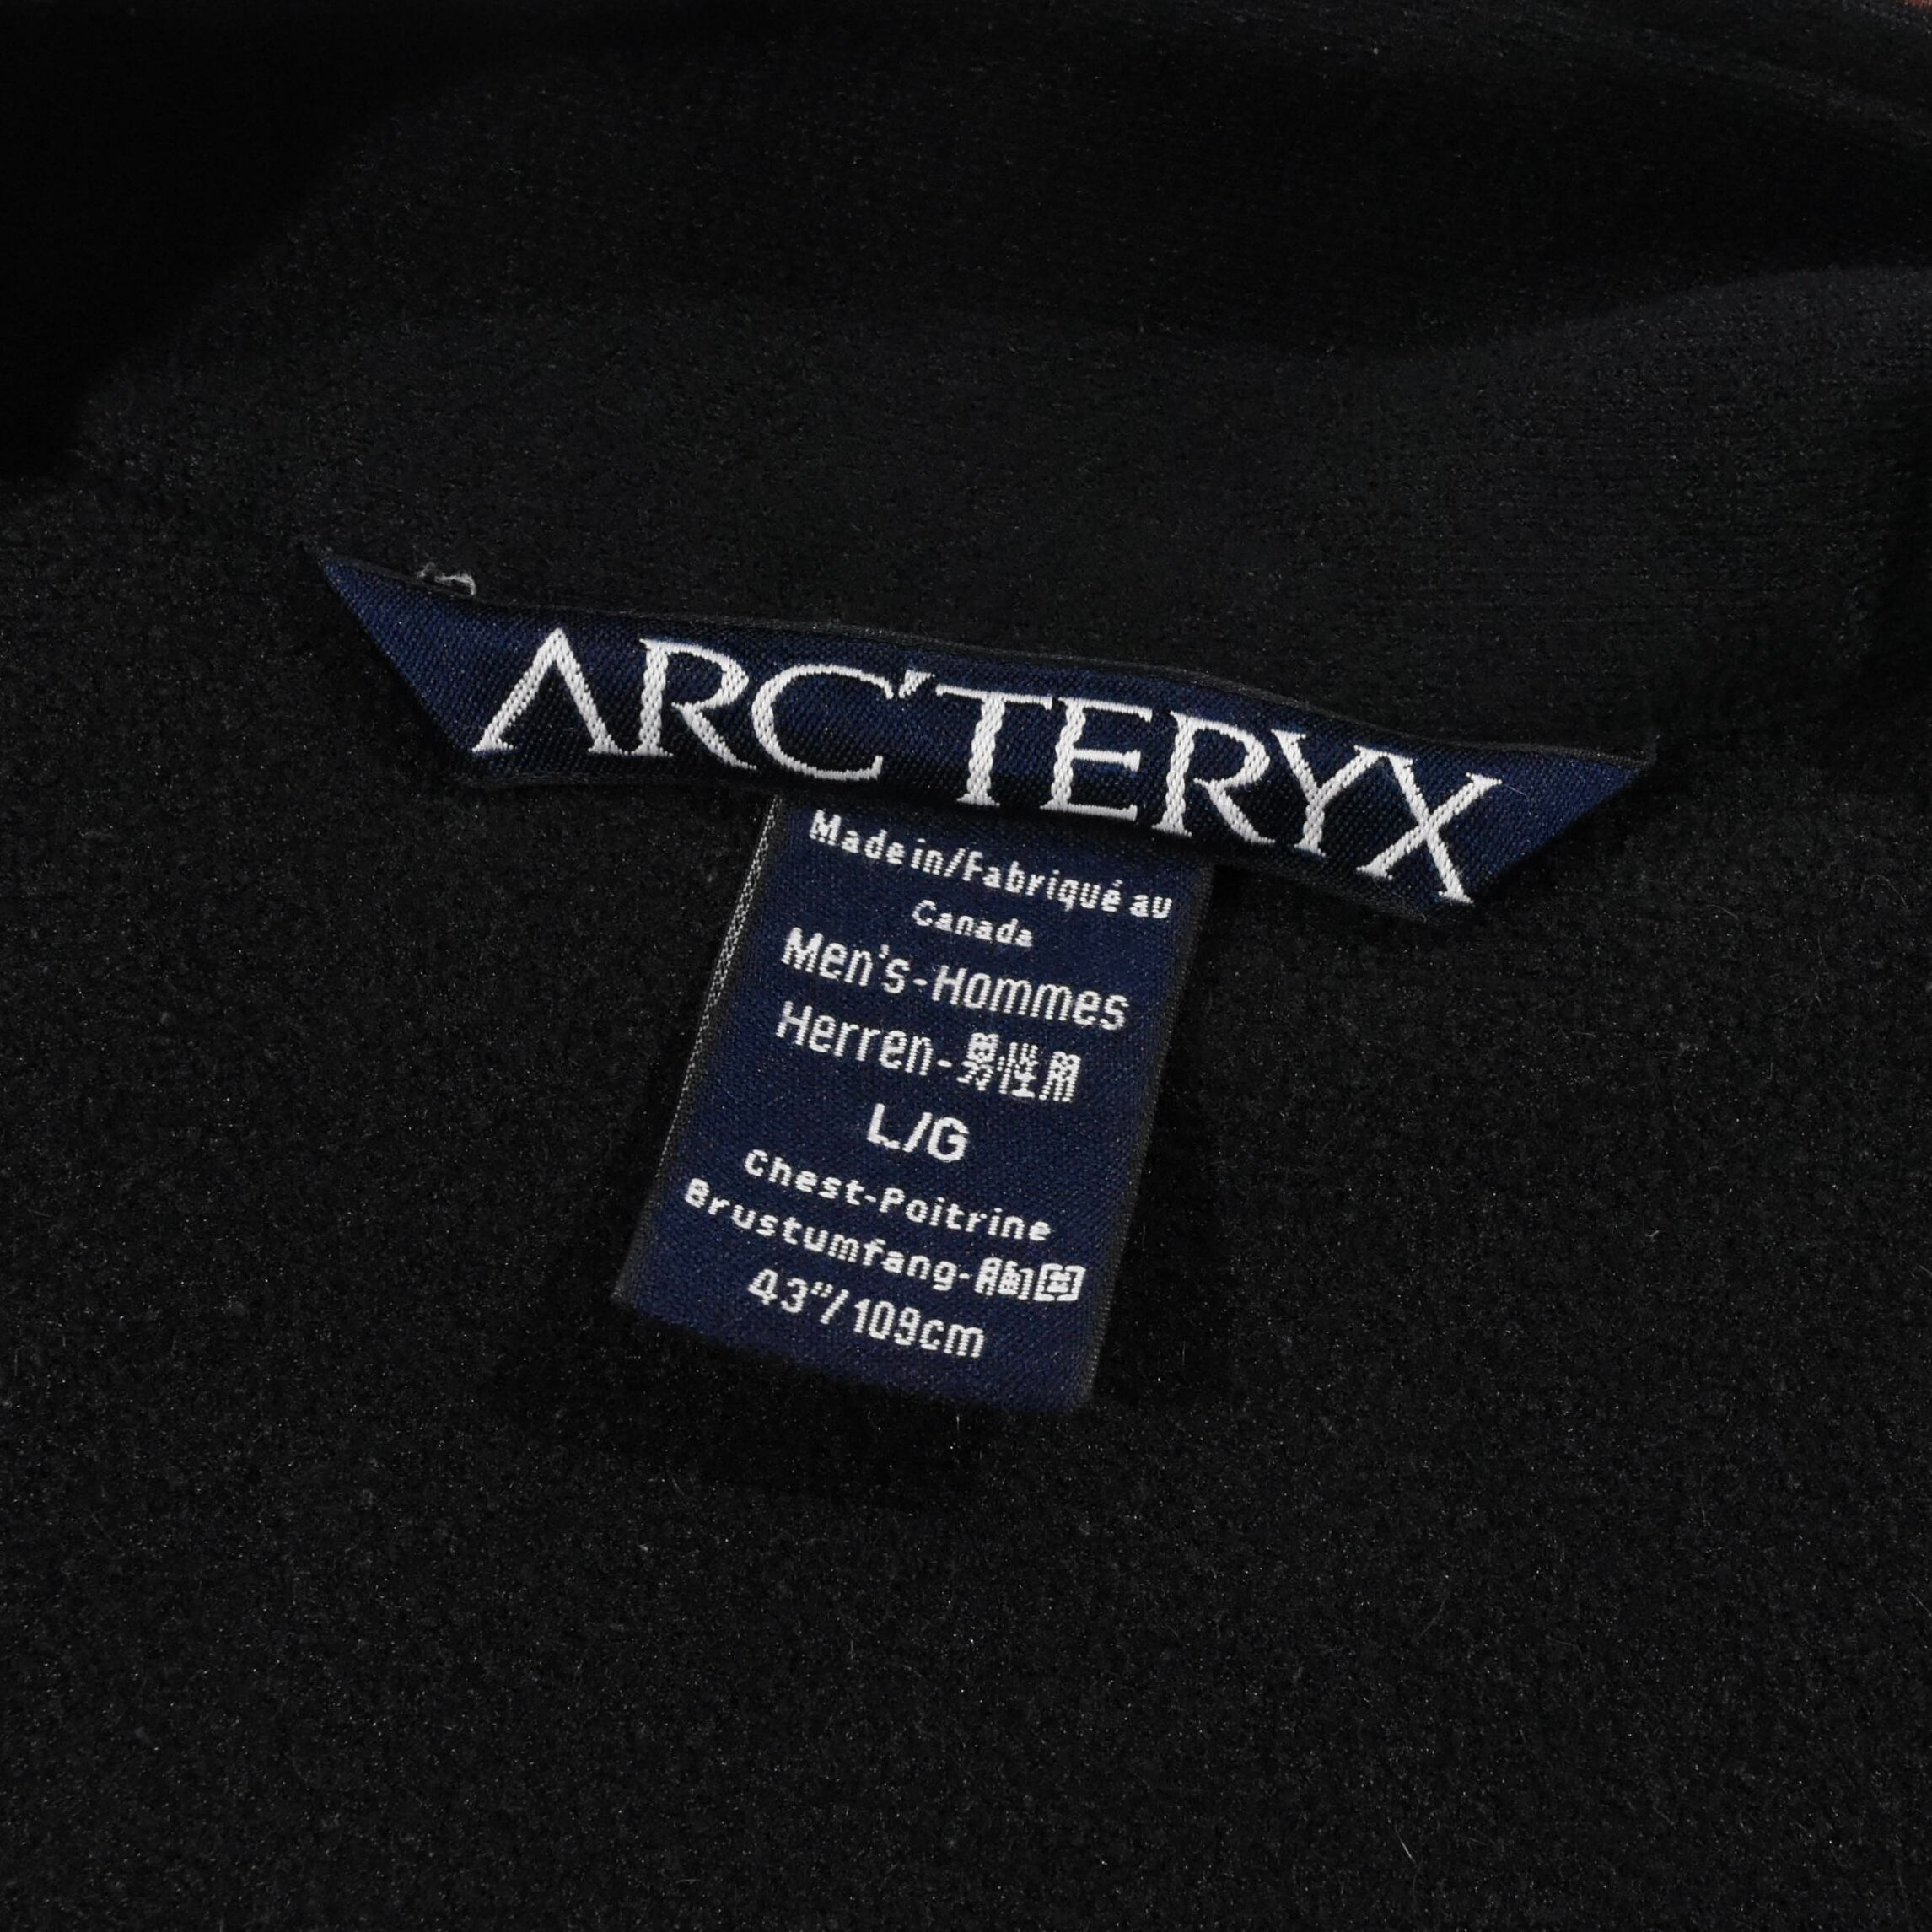 ARC'TERYX
Made in/Fabriqué au
Canada
Men's-Hommes
Herren-男性用
L/G
Chest-Poitrine
Brustumfang-胸囲
43"/109cm